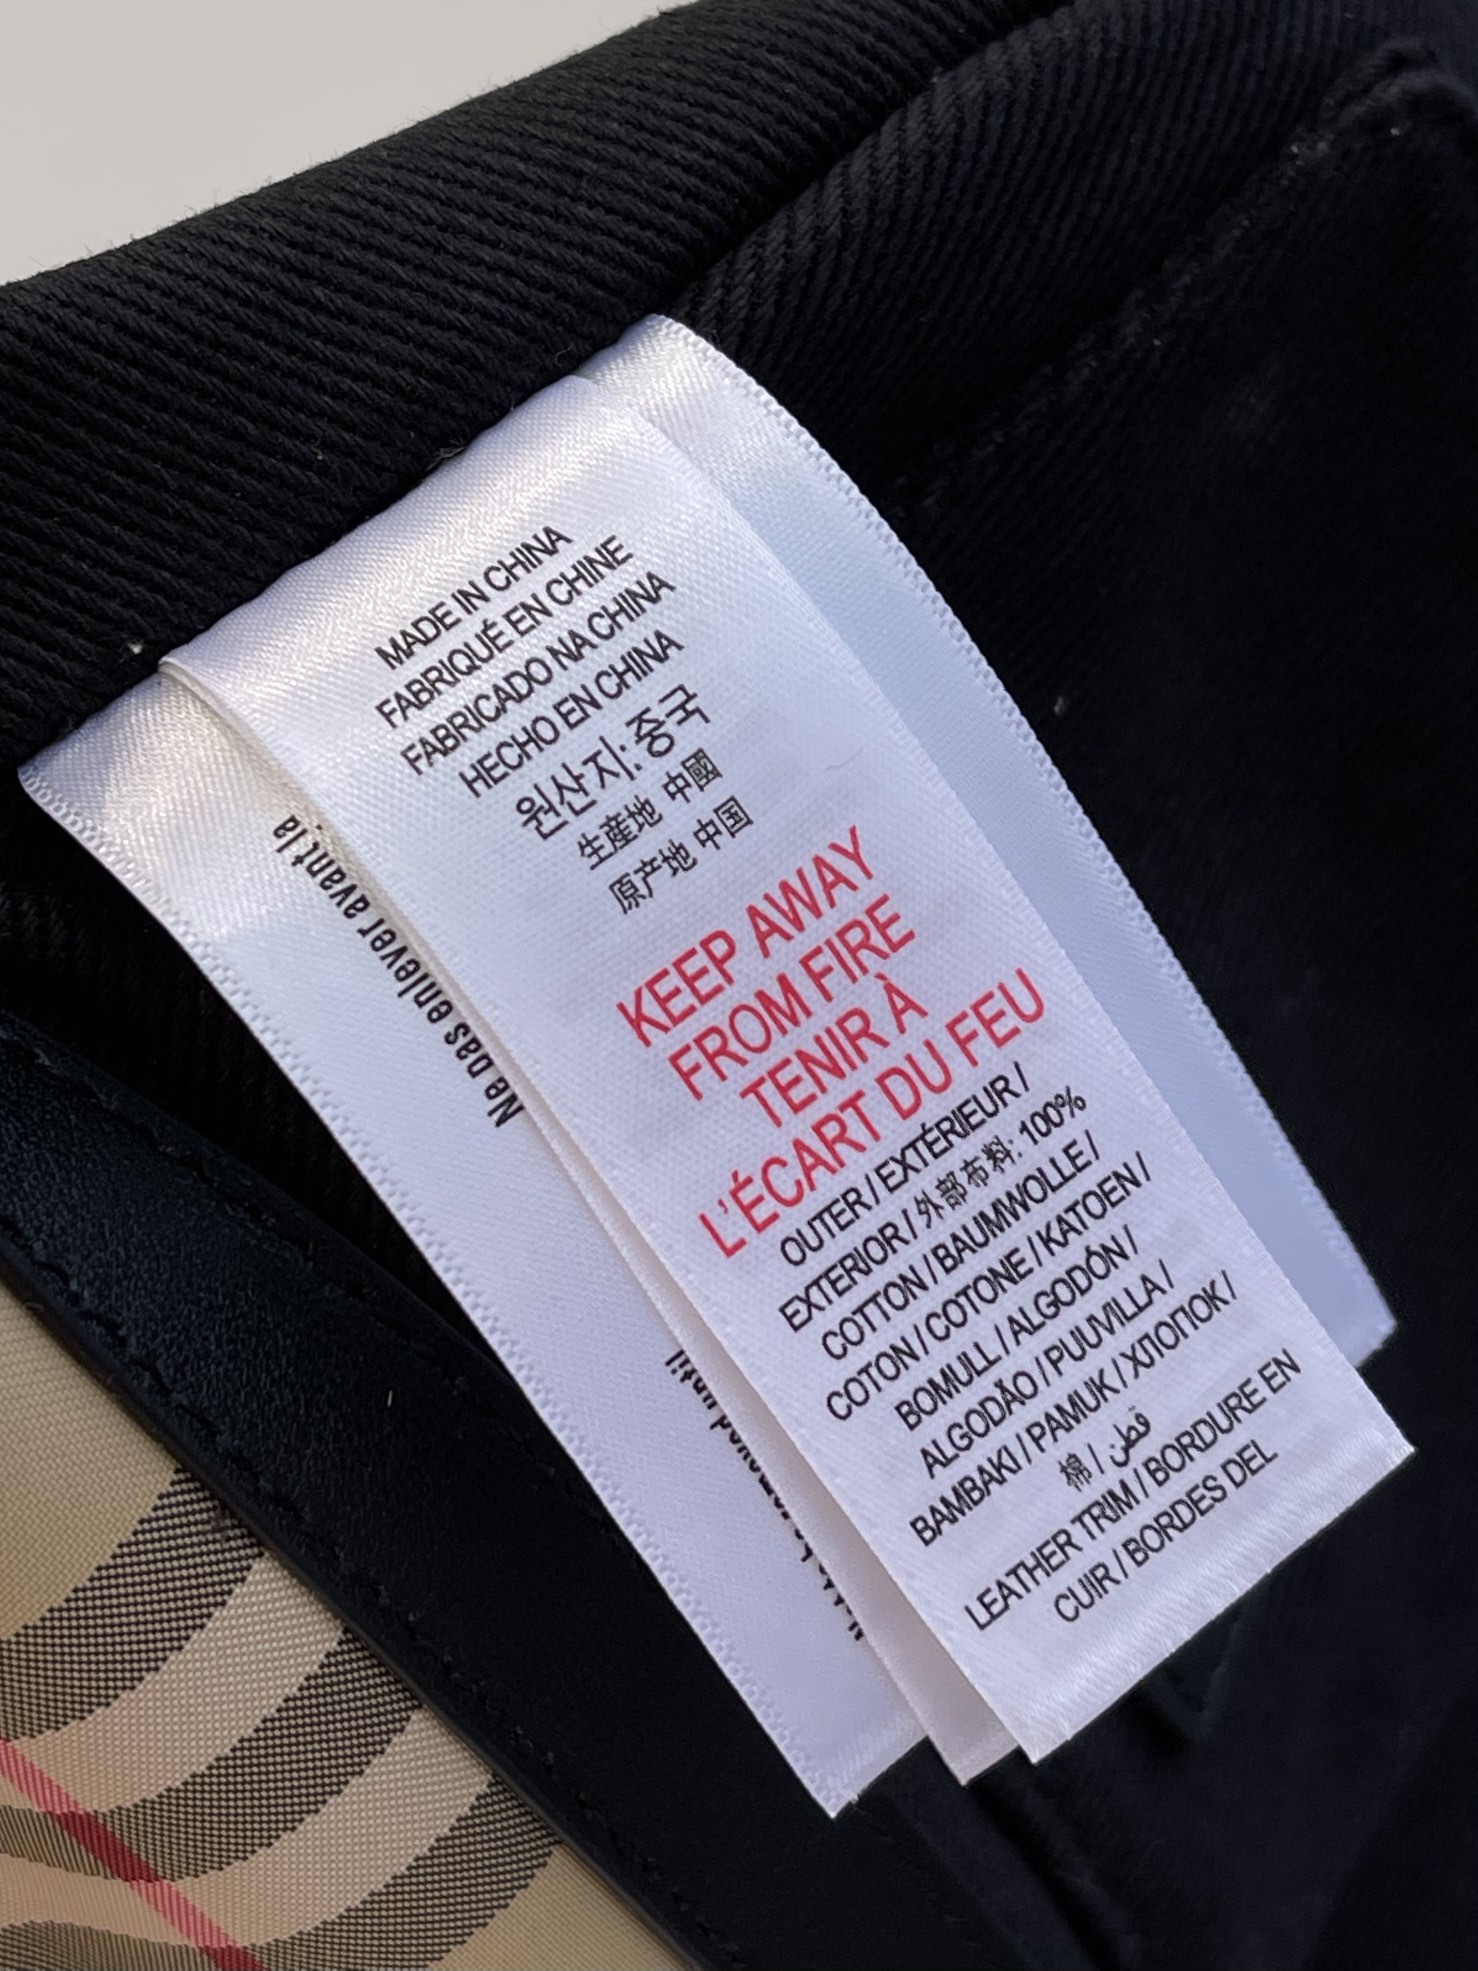 MADE IN CHINA
FABRIQUÉ EN CHINE
FABRICADO NA CHINA
HECHO EN CHINA
원산지: 중국
生産地 中國
原产地 中国
KEEP AWAY
FROM FIRE
TENIR À
L'ÉCART DU FEU
OUTER / EXTÉRIEUR /
EXTERIOR / 外部布料: 100%
COTTON / BAUMWOLLE /
COTON / COTONE / KATOEN /
BOMULL / ALGODÓN /
ALGODÃO / PUUVILLA /
BAMBAKI / PAMUK / ХЛОПОК /
棉 / قطن
LEATHER TRIM / BORDURE EN
CUIR / BORDES DEL
Ne pas enlever avant la
until